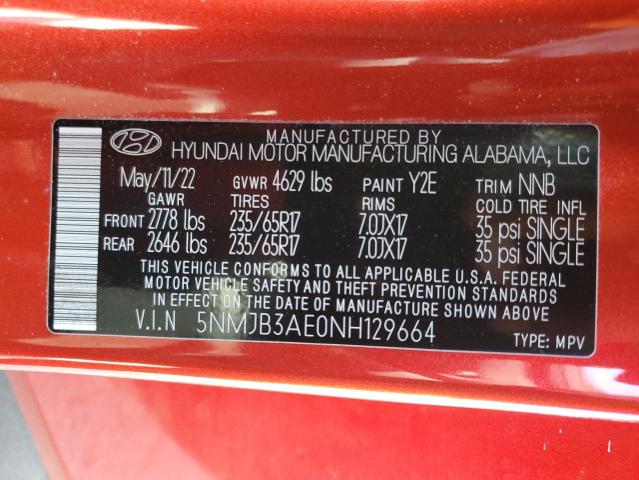 MANUFACTURED BY
HYUNDAI MOTOR MANUFACTURING ALABAMA, LLC
May/11/22 GVWR 4629 lbs PAINT Y2E TRIM NNB
GAWR TIRES RIMS COLD TIRE INFL
FRONT 2778 lbs 235/65R17 7.0JX17 35 psi SINGLE
REAR 2646 lbs 235/65R17 7.0JX17 35 psi SINGLE
THIS VEHICLE CONFORMS TO ALL APPLICABLE U.S.A. FEDERAL
MOTOR VEHICLE SAFETY AND THEFT PREVENTION STANDARDS
IN EFFECT ON THE DATE OF MANUFACTURE SHOWN ABOVE
V.I.N 5NMJB3AE0NH129664
TYPE: MPV